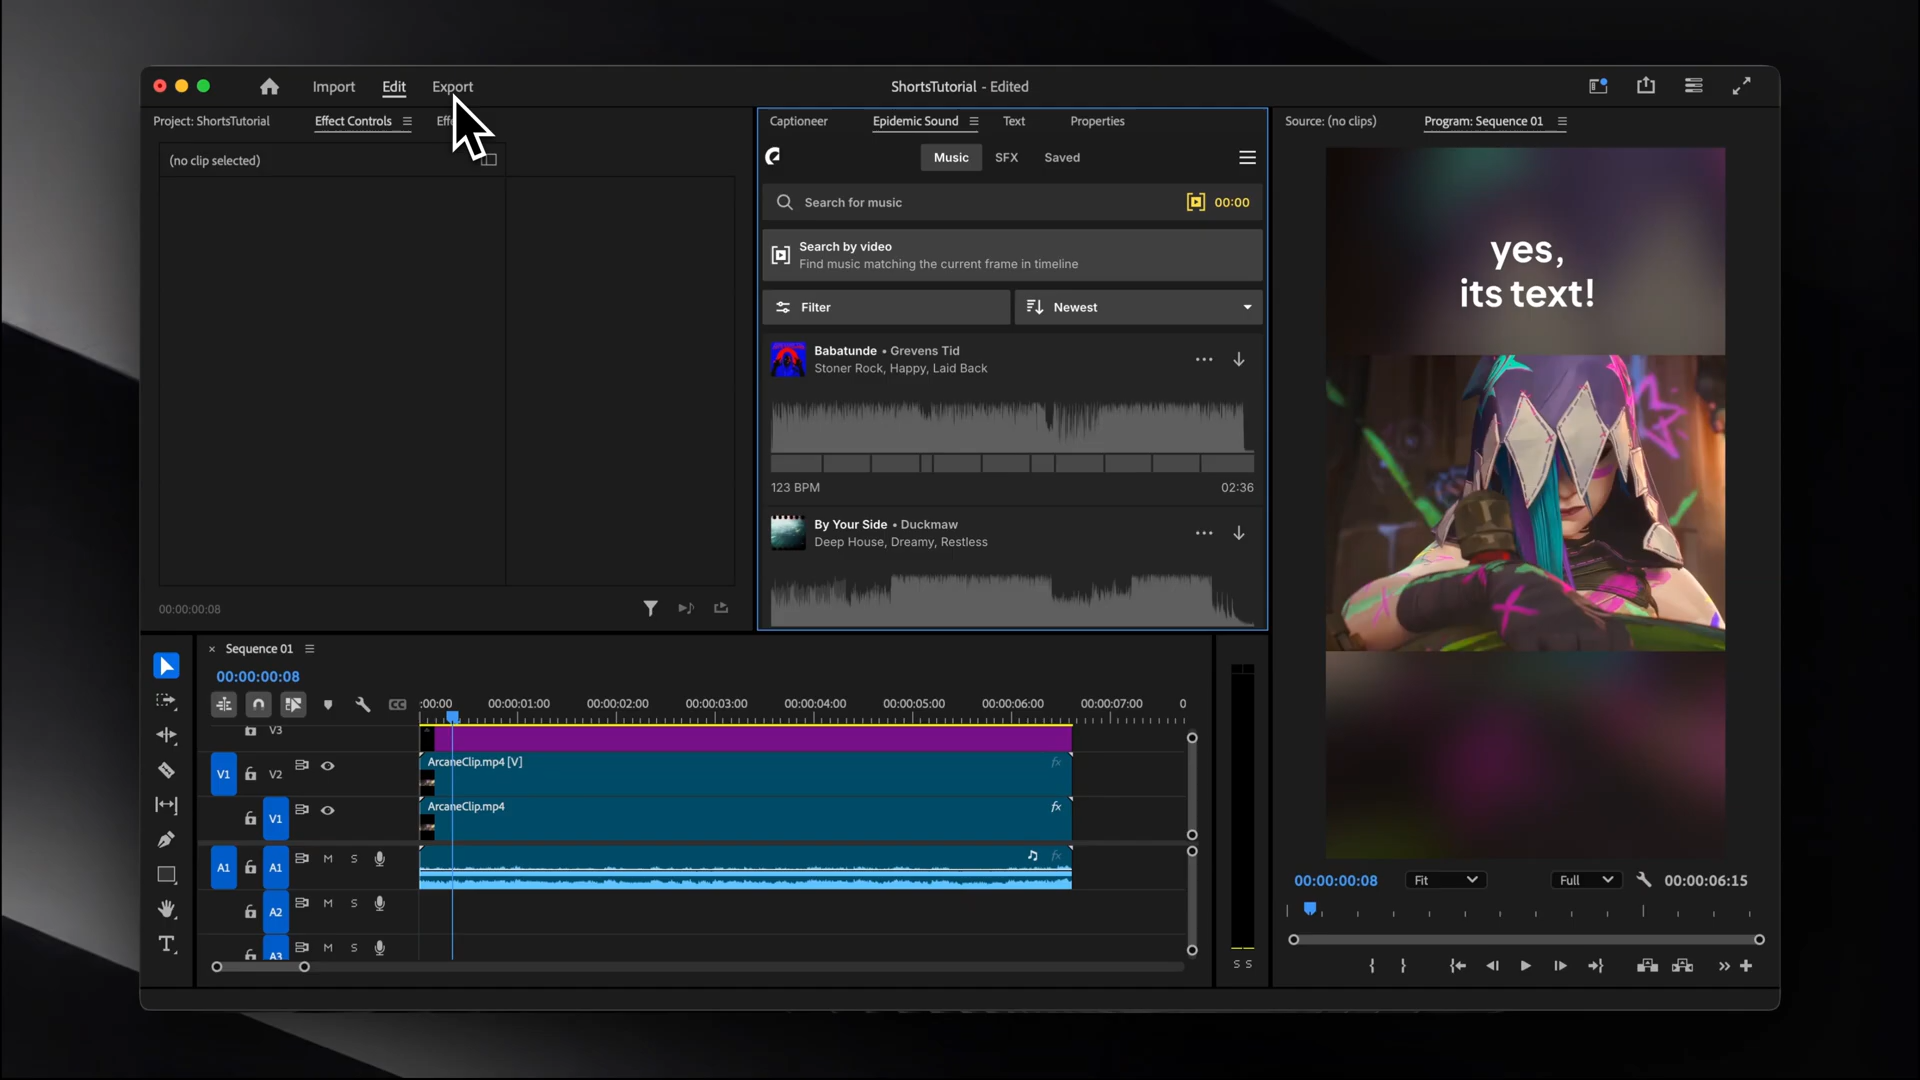 Import Edit Export
ShortsTutorial - Edited
Project: ShortsTutorial Effect Controls
Captioneer Epidemic Sound Text Properties
Source: (no clips) Program: Sequence 01
(no clip selected)
Music SFX Saved
Search for music 00:00
Search by video
Find music matching the current frame in timeline
Filter Newest
Babatunde • Grevens Tid
Stoner Rock, Happy, Laid Back
123 BPM 02:36
By Your Side • Duckmaw
Deep House, Dreamy, Restless
yes,
its text!
00:00:00:08
Sequence 01
00:00:00:08
:00:00 00:00:01:00 00:00:02:00 00:00:03:00 00:00:04:00 00:00:05:00 00:00:06:00 00:00:07:00 0
V3
V1 V2 ArcaneClip.mp4 [V] fx
V1 ArcaneClip.mp4 fx
A1 A1 M S fx
A2 M S
A3 M S
S S
00:00:00:08 Fit Full 00:00:06:15